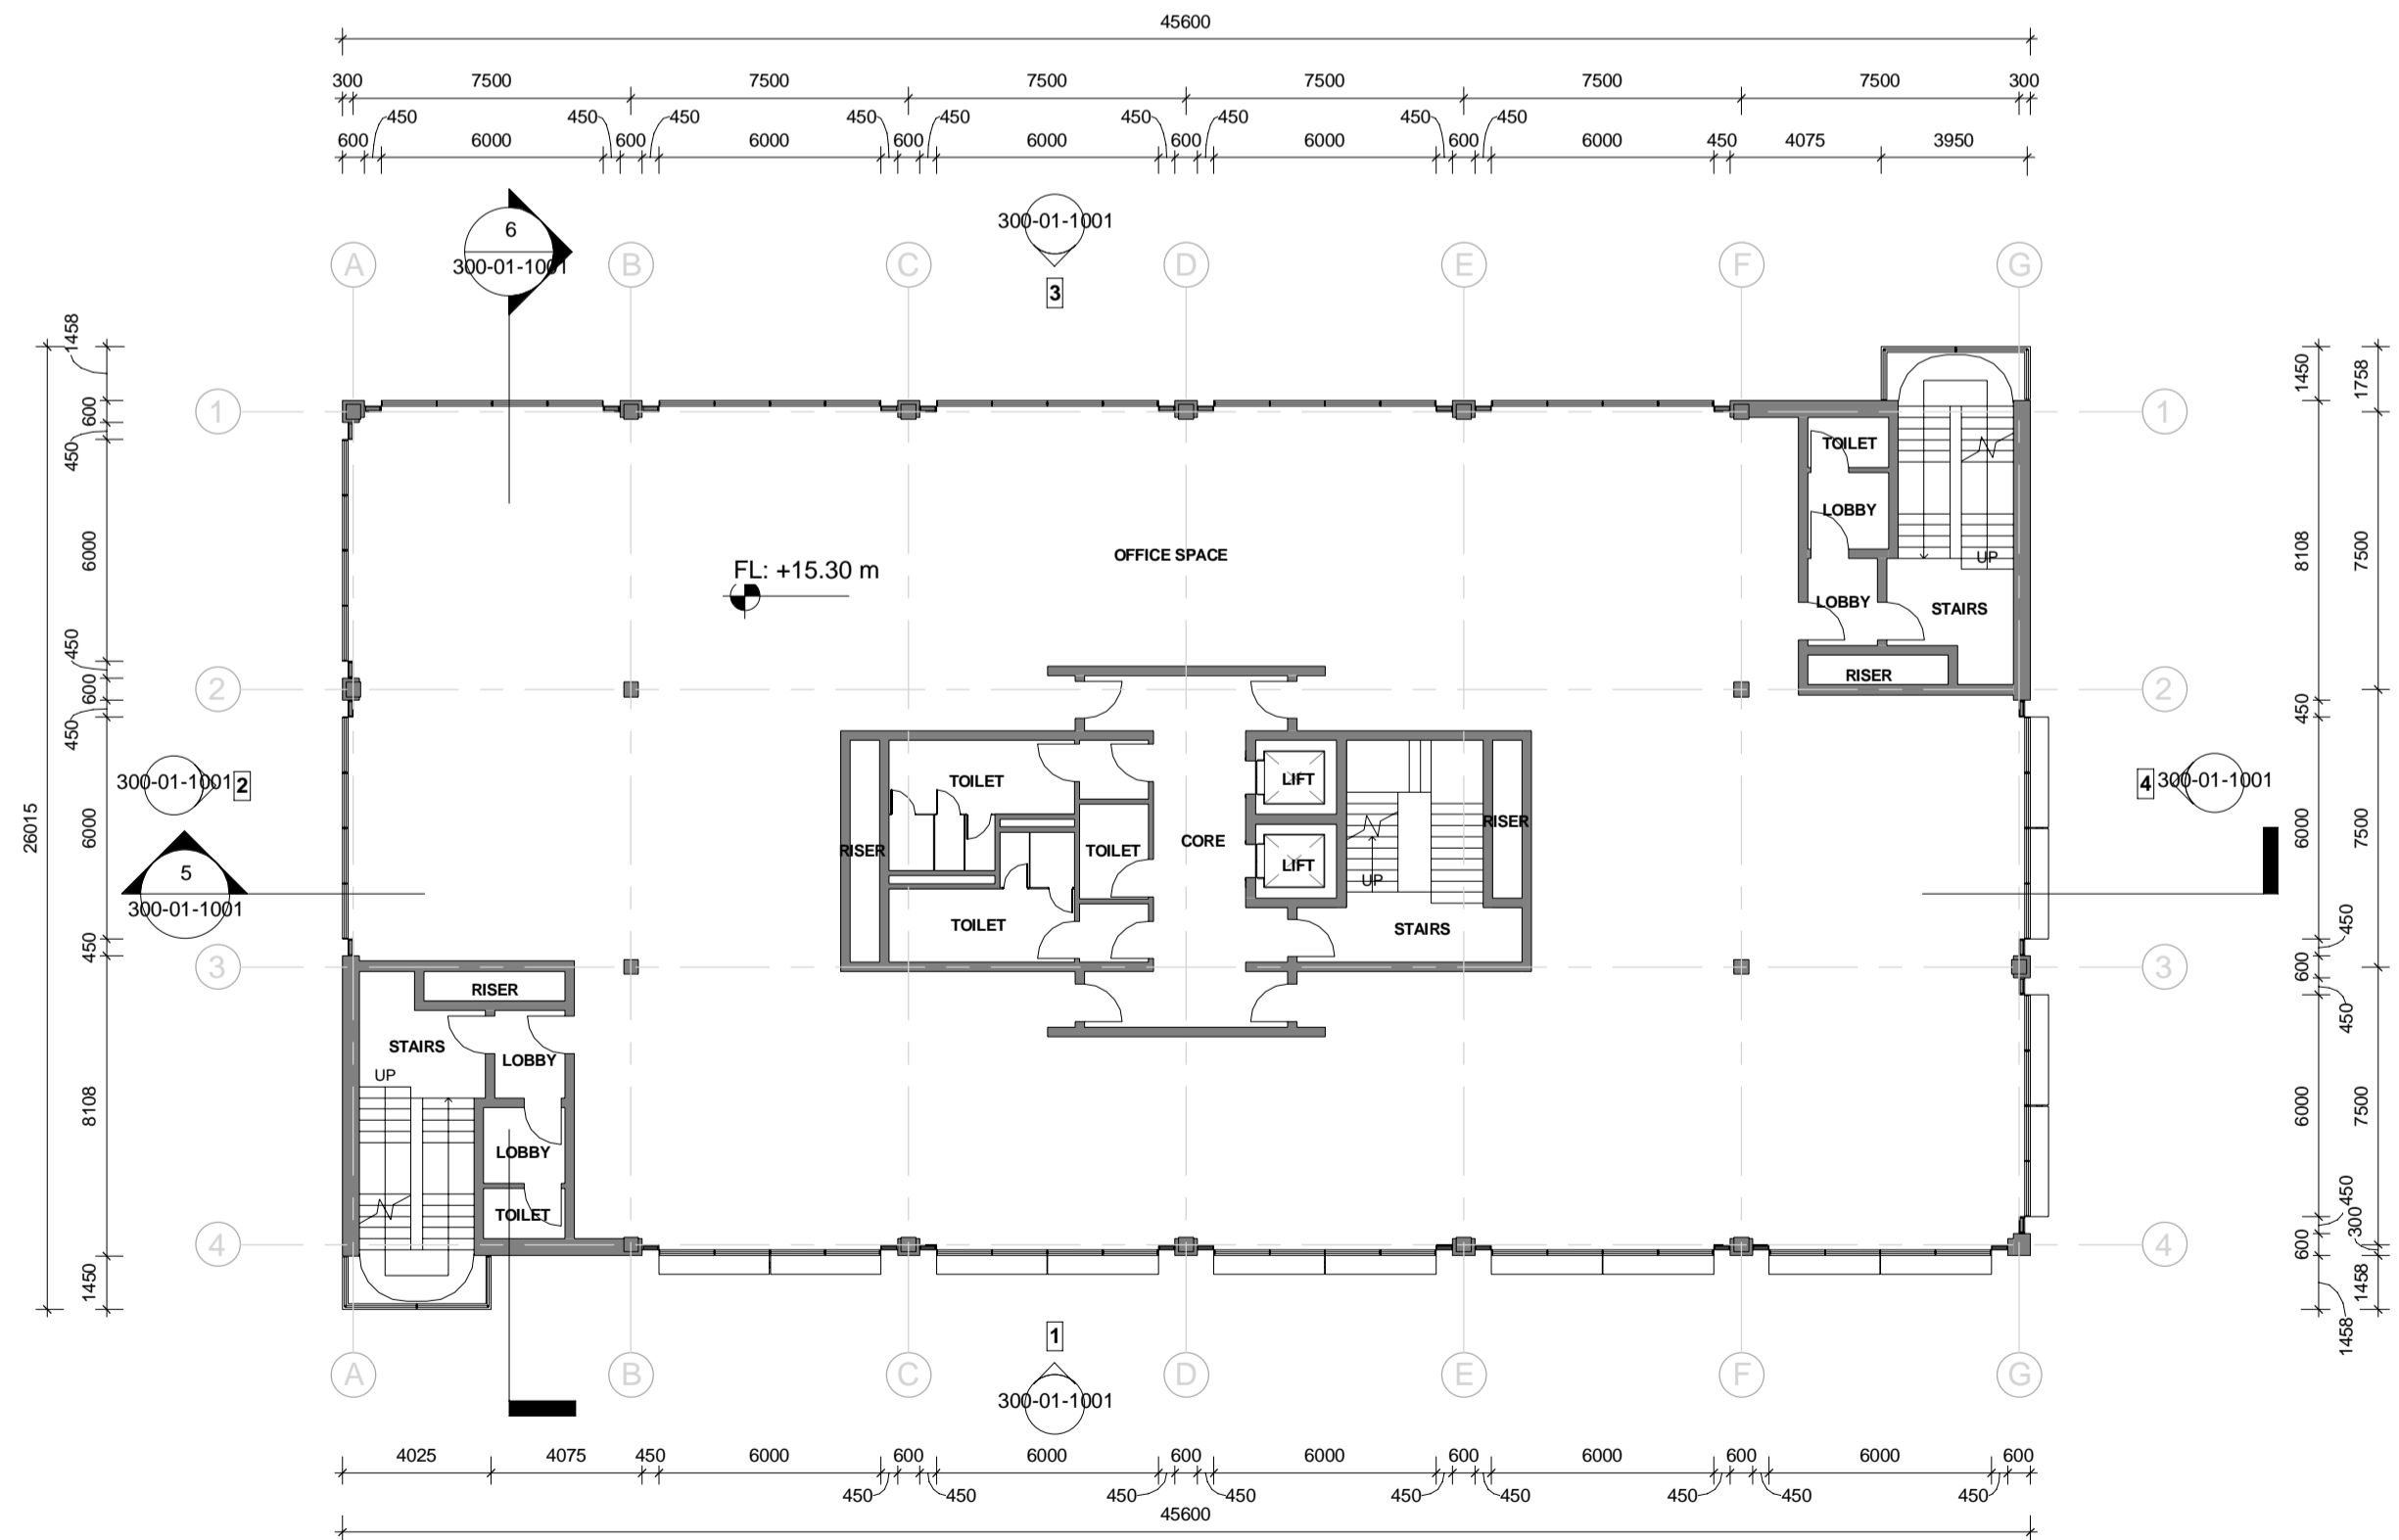 45600
300 7500 7500 7500 7500 7500 7500 300
450 450 450 450 450 450 450 450 450
600 6000 600 6000 600 6000 600 6000 600 6000 450 4075 3950
6
300-01-1001
300-01-1001
3
A B C D E F G
1458
600
450
6000
450
600
450
6000
450
8108
1450
26015
1450
8108
450
6000
450
600
450
6000
450
300
600
1458
1758
7500
7500
7500
1458
1 1
TOILET
LOBBY
OFFICE SPACE
UP
FL: +15.30 m
LOBBY STAIRS
RISER
2 2
300-01-1001 2
4 300-01-1001
TOILET LIFT
RISER
CORE
RISER TOILET
LIFT
UP
5
300-01-1001
TOILET STAIRS
3 3
RISER
STAIRS
LOBBY
UP
LOBBY
TOILET
4 4
1
A B C D E F G
300-01-1001
4025 4075 450 6000 600 6000 600 6000 600 6000 600 6000 600
450 450 450 450 450 450 450 450 450
45600